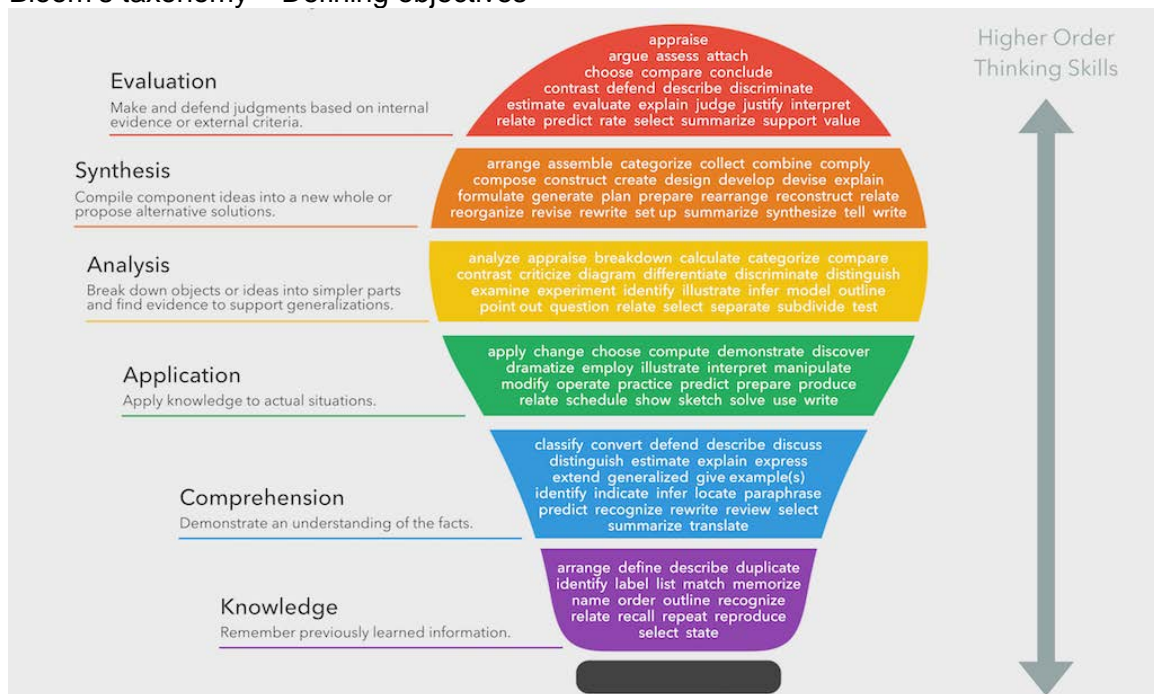 Bloom's taxonomy – Defining objectives
Higher Order
Thinking Skills
Evaluation
Make and defend judgments based on internal
evidence or external criteria.
appraise
argue assess attach
choose compare conclude
contrast defend describe discriminate
estimate evaluate explain judge justify interpret
relate predict rate select summarize support value
Synthesis
Compile component ideas into a new whole or
propose alternative solutions.
arrange assemble categorize collect combine comply
compose construct create design develop devise explain
formulate generate plan prepare rearrange reconstruct relate
reorganize revise rewrite set up summarize synthesize tell write
Analysis
Break down objects or ideas into simpler parts
and find evidence to support generalizations.
analyze appraise breakdown calculate categorize compare
contrast criticize diagram differentiate discriminate distinguish
examine experiment identify illustrate infer model outline
point out question relate select separate subdivide test
Application
Apply knowledge to actual situations.
apply change choose compute demonstrate discover
dramatize employ illustrate interpret manipulate
modify operate practice predict prepare produce
relate schedule show sketch solve use write
Comprehension
Demonstrate an understanding of the facts.
classify convert defend describe discuss
distinguish estimate explain express
extend generalized give example(s)
identify indicate infer locate paraphrase
predict recognize rewrite review select
summarize translate
Knowledge
Remember previously learned information.
arrange define describe duplicate
identify label list match memorize
name order outline recognize
relate recall repeat reproduce
select state